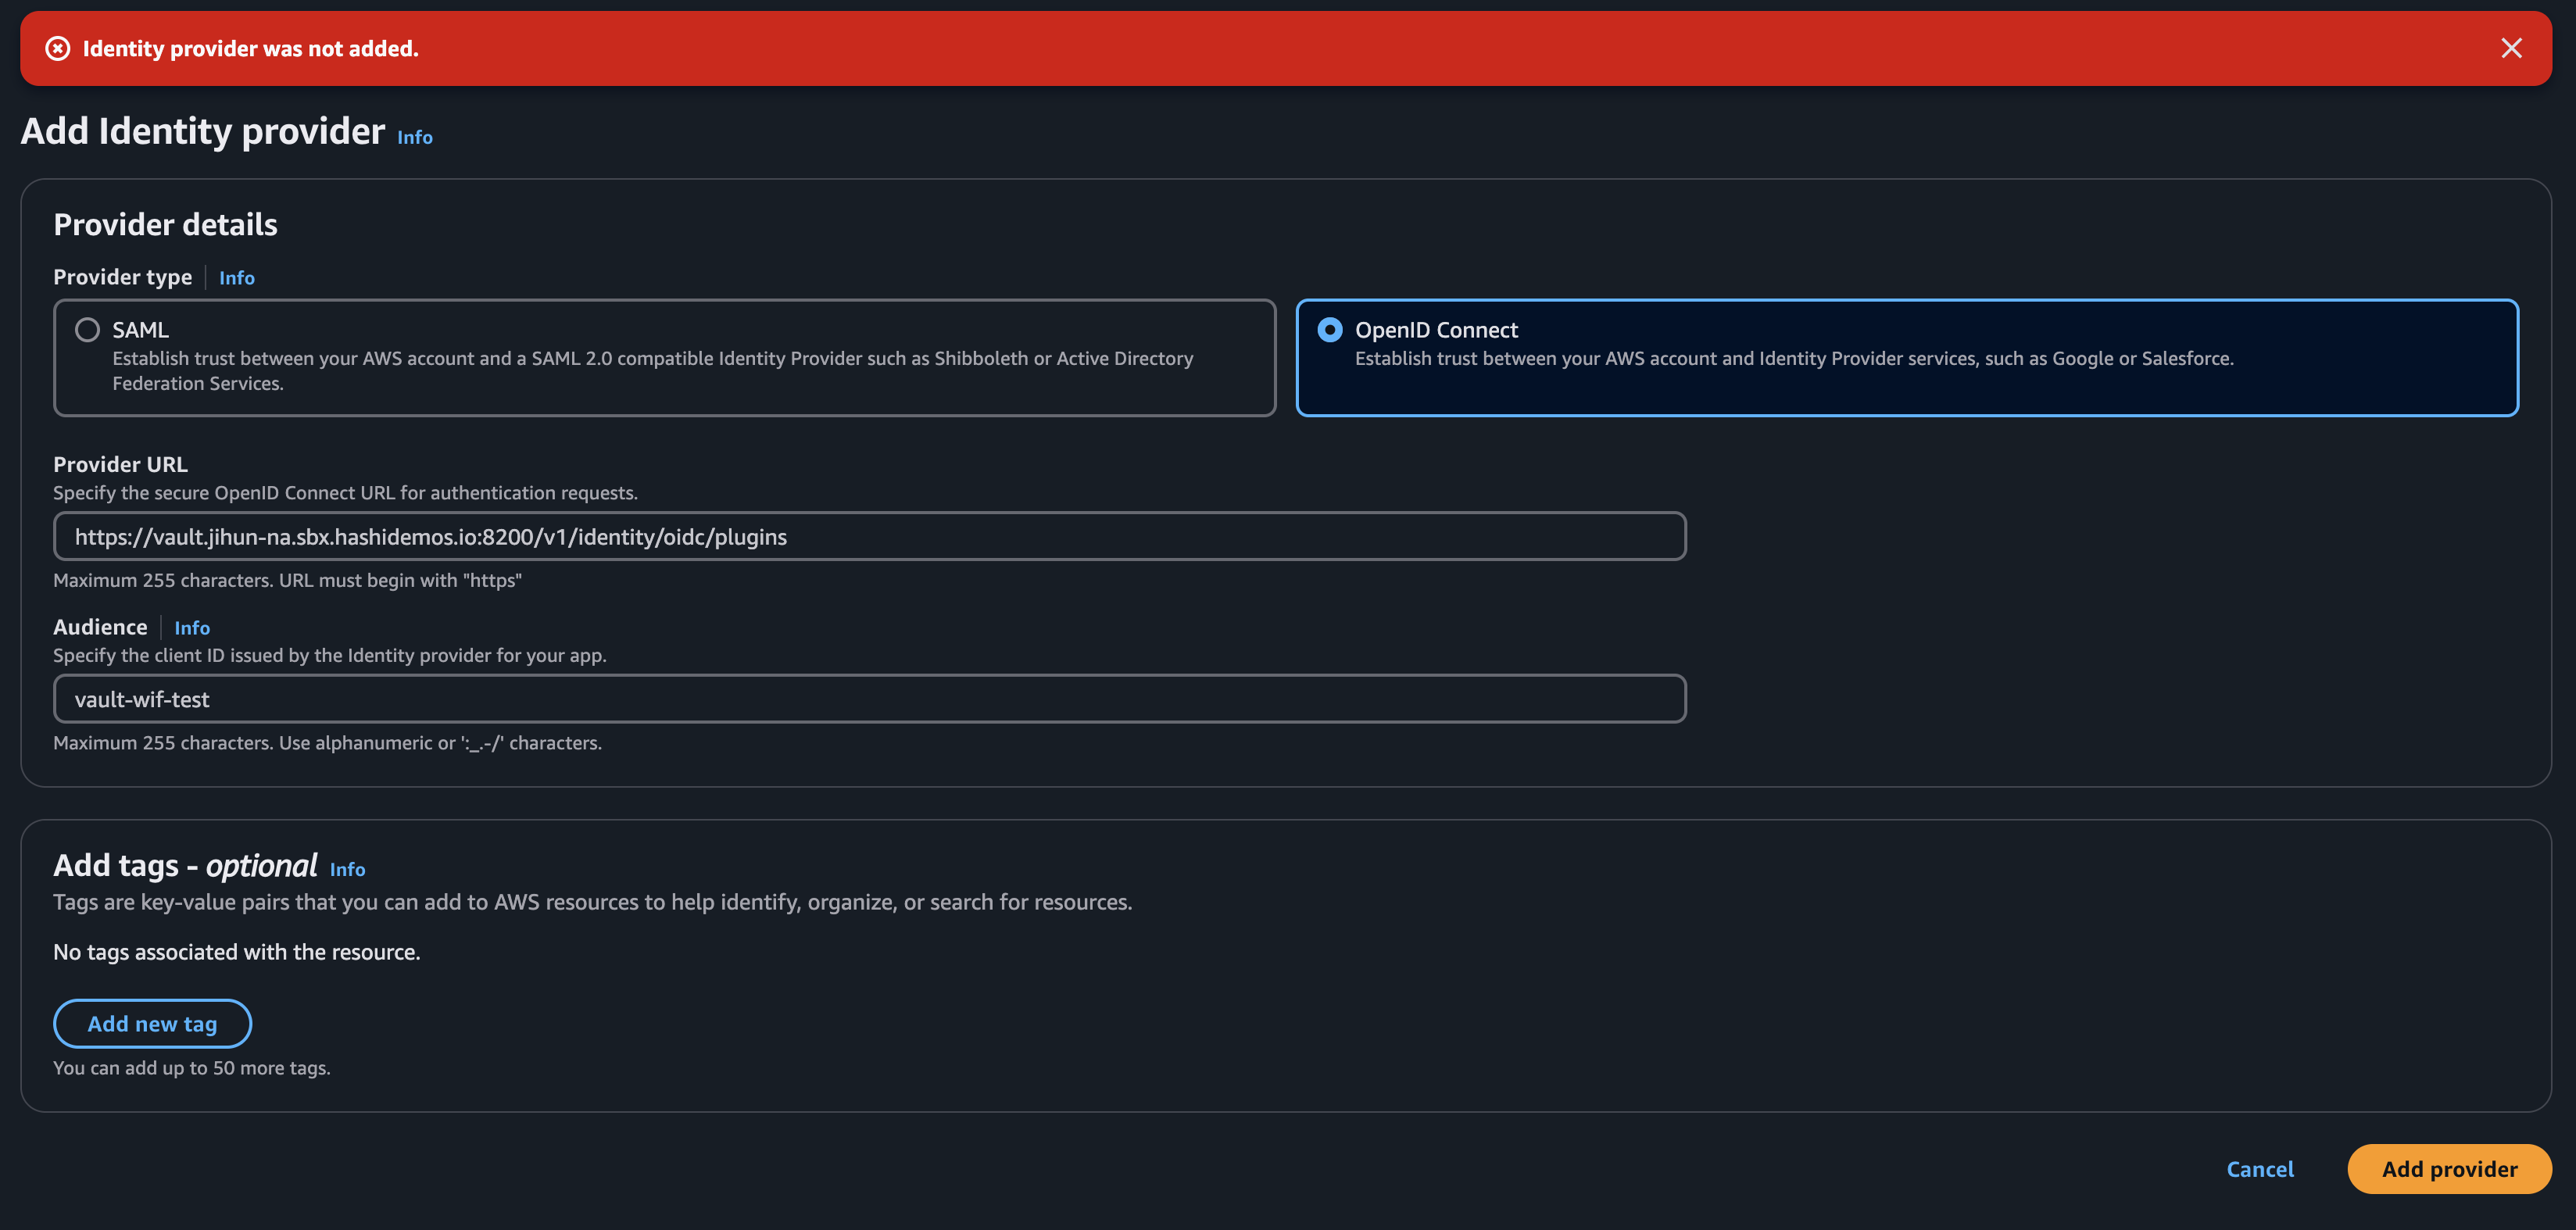 Identity provider was not added.
Add Identity provider Info
Provider details
Provider type Info
SAML
Establish trust between your AWS account and a SAML 2.0 compatible Identity Provider such as Shibboleth or Active Directory
Federation Services.
OpenID Connect
Establish trust between your AWS account and Identity Provider services, such as Google or Salesforce.
Provider URL
Specify the secure OpenID Connect URL for authentication requests.
https://vault.jihun-na.sbx.hashidemos.io:8200/v1/identity/oidc/plugins
Maximum 255 characters. URL must begin with "https"
Audience Info
Specify the client ID issued by the Identity provider for your app.
vault-wif-test
Maximum 255 characters. Use alphanumeric or ':_.-/' characters.
Add tags - optional Info
Tags are key-value pairs that you can add to AWS resources to help identify, organize, or search for resources.
No tags associated with the resource.
Add new tag
You can add up to 50 more tags.
Cancel Add provider